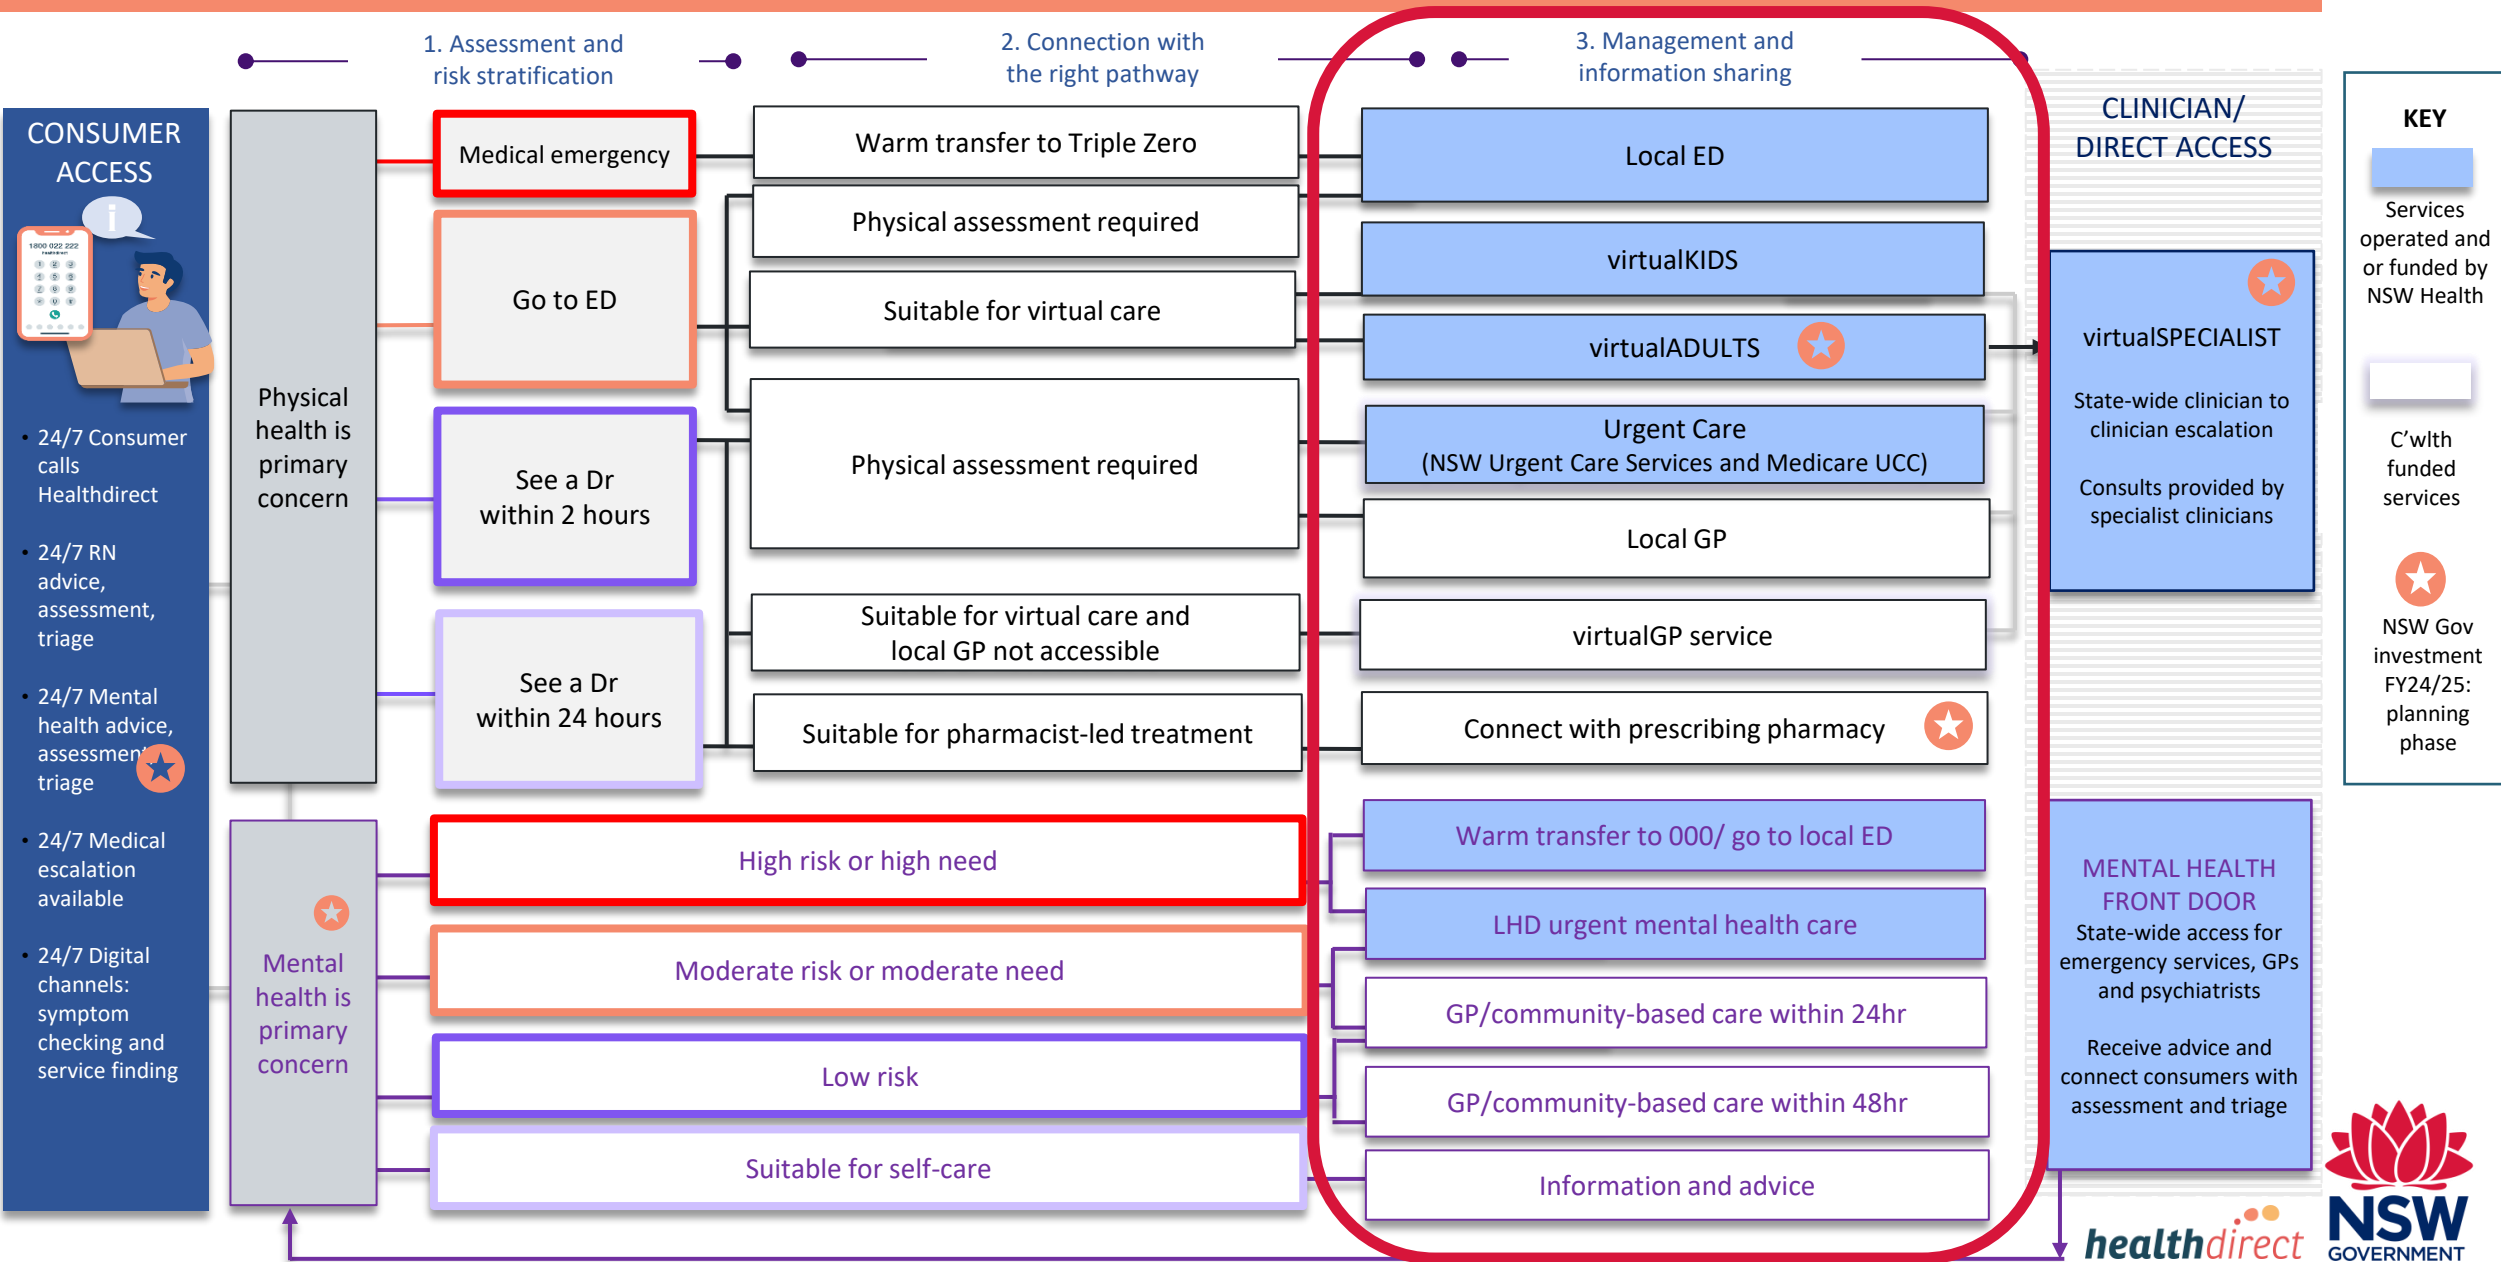 1. Assessment and
risk stratification
2. Connection with
the right pathway
3. Management and
information sharing
CONSUMER
ACCESS
i
1800 022 222
healthdirect
• 24/7 Consumer
calls
Healthdirect
• 24/7 RN
advice,
assessment,
triage
• 24/7 Mental
health advice,
assessment
triage
• 24/7 Medical
escalation
available
• 24/7 Digital
channels:
symptom
checking and
service finding
Physical
health is
primary
concern
Medical emergency
Go to ED
See a Dr
within 2 hours
See a Dr
within 24 hours
Warm transfer to Triple Zero
Physical assessment required
Suitable for virtual care
Physical assessment required
Suitable for virtual care and
local GP not accessible
Suitable for pharmacist-led treatment
Local ED
virtualKIDS
virtualADULTS
Urgent Care
(NSW Urgent Care Services and Medicare UCC)
Local GP
virtualGP service
Connect with prescribing pharmacy
Mental
health is
primary
concern
High risk or high need
Moderate risk or moderate need
Low risk
Suitable for self-care
Warm transfer to 000/ go to local ED
LHD urgent mental health care
GP/community-based care within 24hr
GP/community-based care within 48hr
Information and advice
CLINICIAN/
DIRECT ACCESS
virtualSPECIALIST
State-wide clinician to
clinician escalation
Consults provided by
specialist clinicians
MENTAL HEALTH
FRONT DOOR
State-wide access for
emergency services, GPs
and psychiatrists
Receive advice and
connect consumers with
assessment and triage
KEY
Services
operated and
or funded by
NSW Health
C'wlth
funded
services
NSW Gov
investment
FY24/25:
planning
phase
healthdirect
NSW
GOVERNMENT